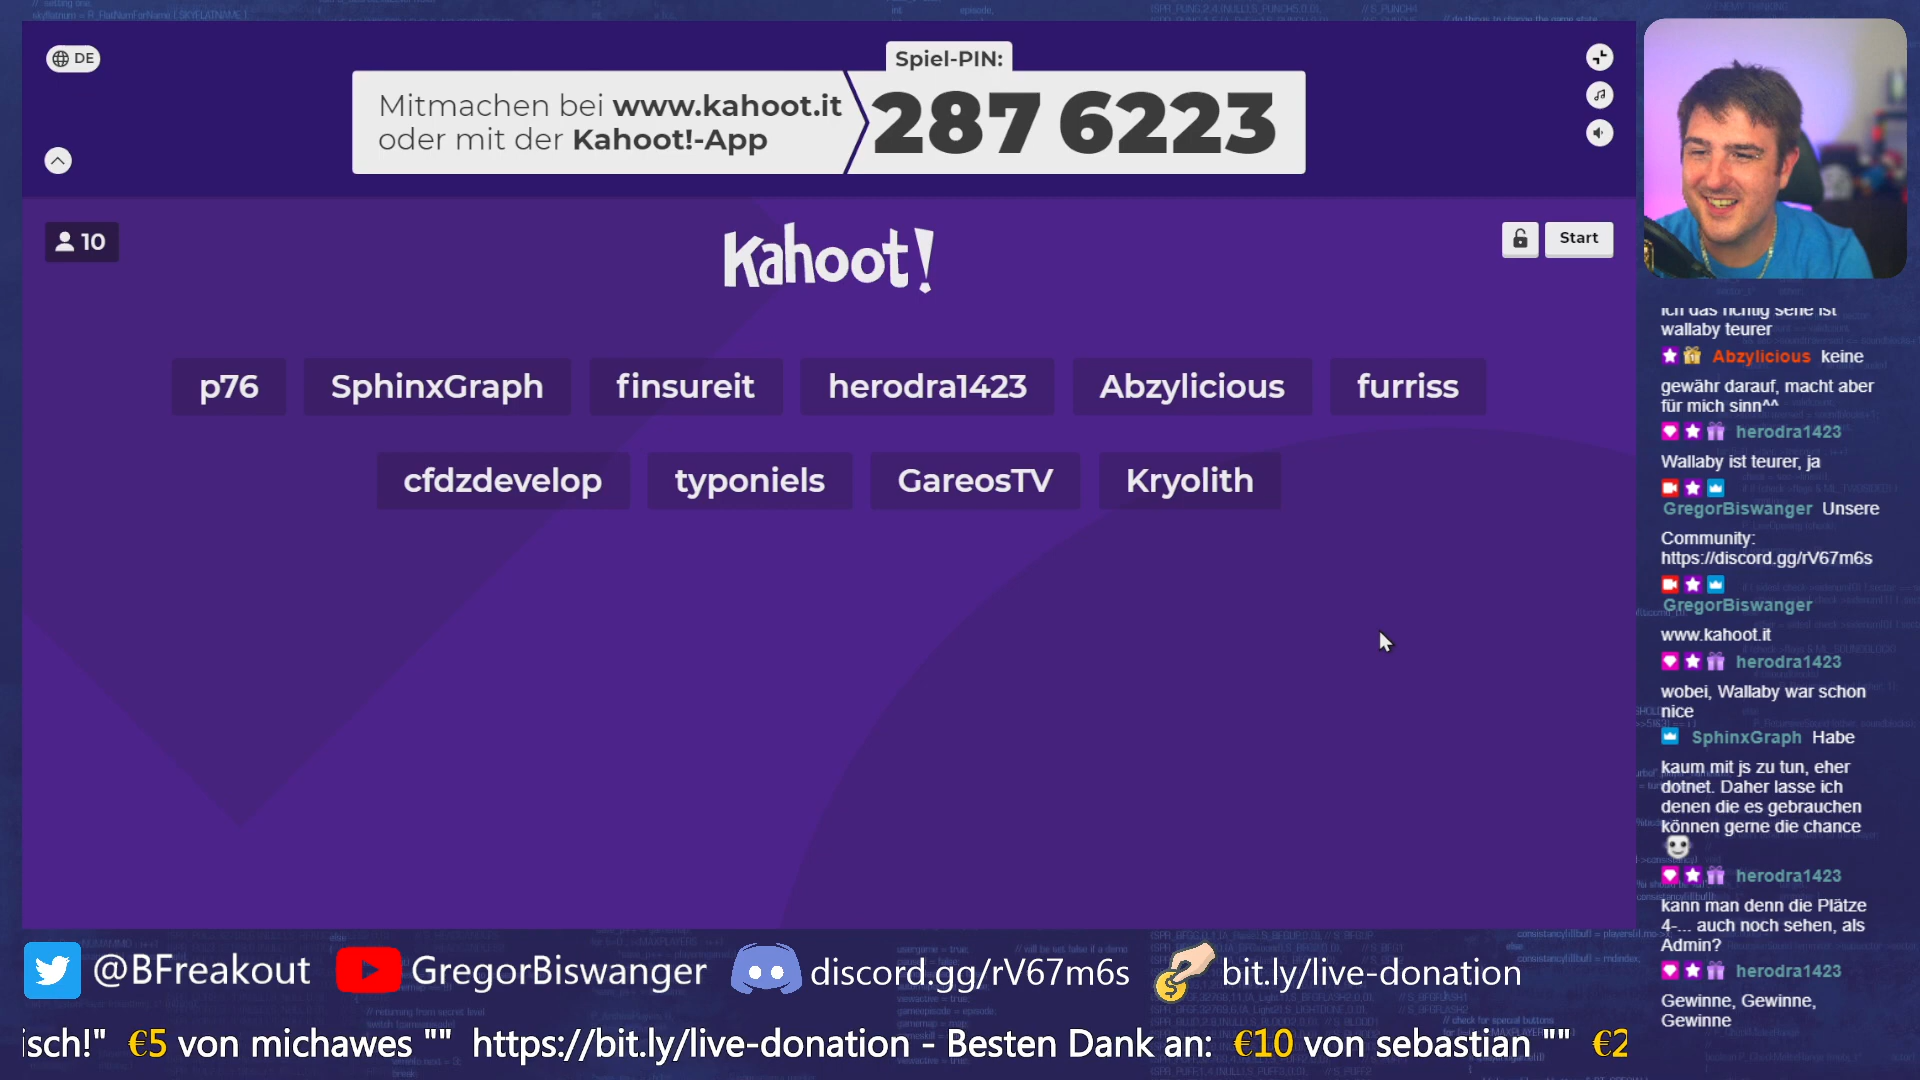 DE
Spiel-PIN:
Mitmachen bei www.kahoot.it
oder mit der Kahoot!-App
287 6223
10
Kahoot!
Start
p76
SphinxGraph
finsureit
herodra1423
Abzylicious
furriss
cfdzdevelop
typoniels
GareosTV
Kryolith
ich das richtig sehe ist
wallaby teurer
Abzylicious keine
gewähr darauf, macht aber
für mich sinn^^
herodra1423
Wallaby ist teurer, ja
GregorBiswanger Unsere
Community:
https://discord.gg/rV67m6s
GregorBiswanger
www.kahoot.it
herodra1423
wobei, Wallaby war schon
nice
SphinxGraph Habe
kaum mit js zu tun, eher
dotnet. Daher lasse ich
denen die es gebrauchen
können gerne die chance
herodra1423
kann man denn die Plätze
4-... auch noch sehen, als
Admin?
herodra1423
Gewinne, Gewinne,
Gewinne
@BFreakout
GregorBiswanger
discord.gg/rV67m6s
bit.ly/live-donation
isch!" €5 von michawes "" https://bit.ly/live-donation - Besten Dank an: €10 von sebastian "" €2